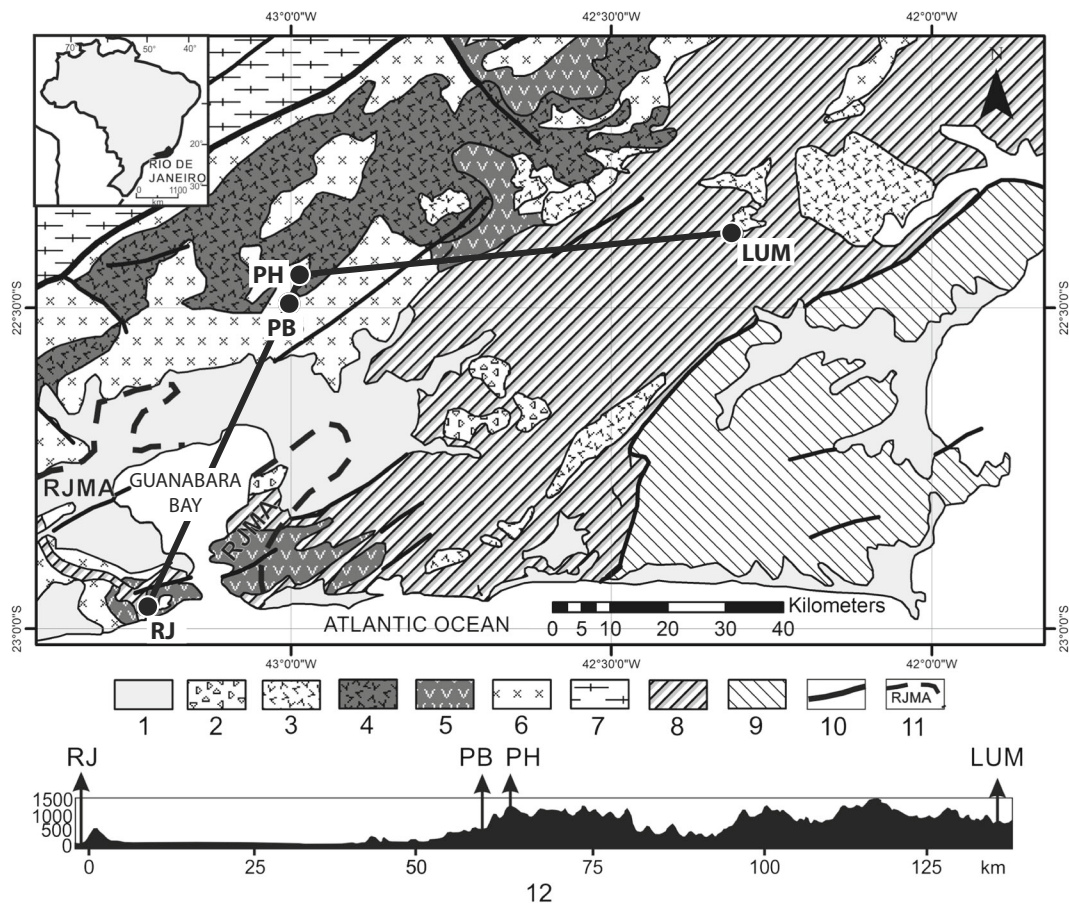 43°00'0"W 42°30'0"W 42°00'0"W
70° 50° 40°
20°
30°
RIO DE
JANEIRO
0 1100
km
N
PH
LUM
PB
22°30'0"S 22°30'0"S
GUANABARA
BAY
RJMA
RJMA
RJ
ATLANTIC OCEAN
Kilometers
0 5 10 20 30 40
23°0'0"S 23°0'0"S
43°00'0"W 42°30'0"W 42°00'0"W
RJMA
1 2 3 4 5 6 7 8 9 10 11
RJ PB PH LUM
1500
1000
500
0
0 25 50 75 100 125 km
12